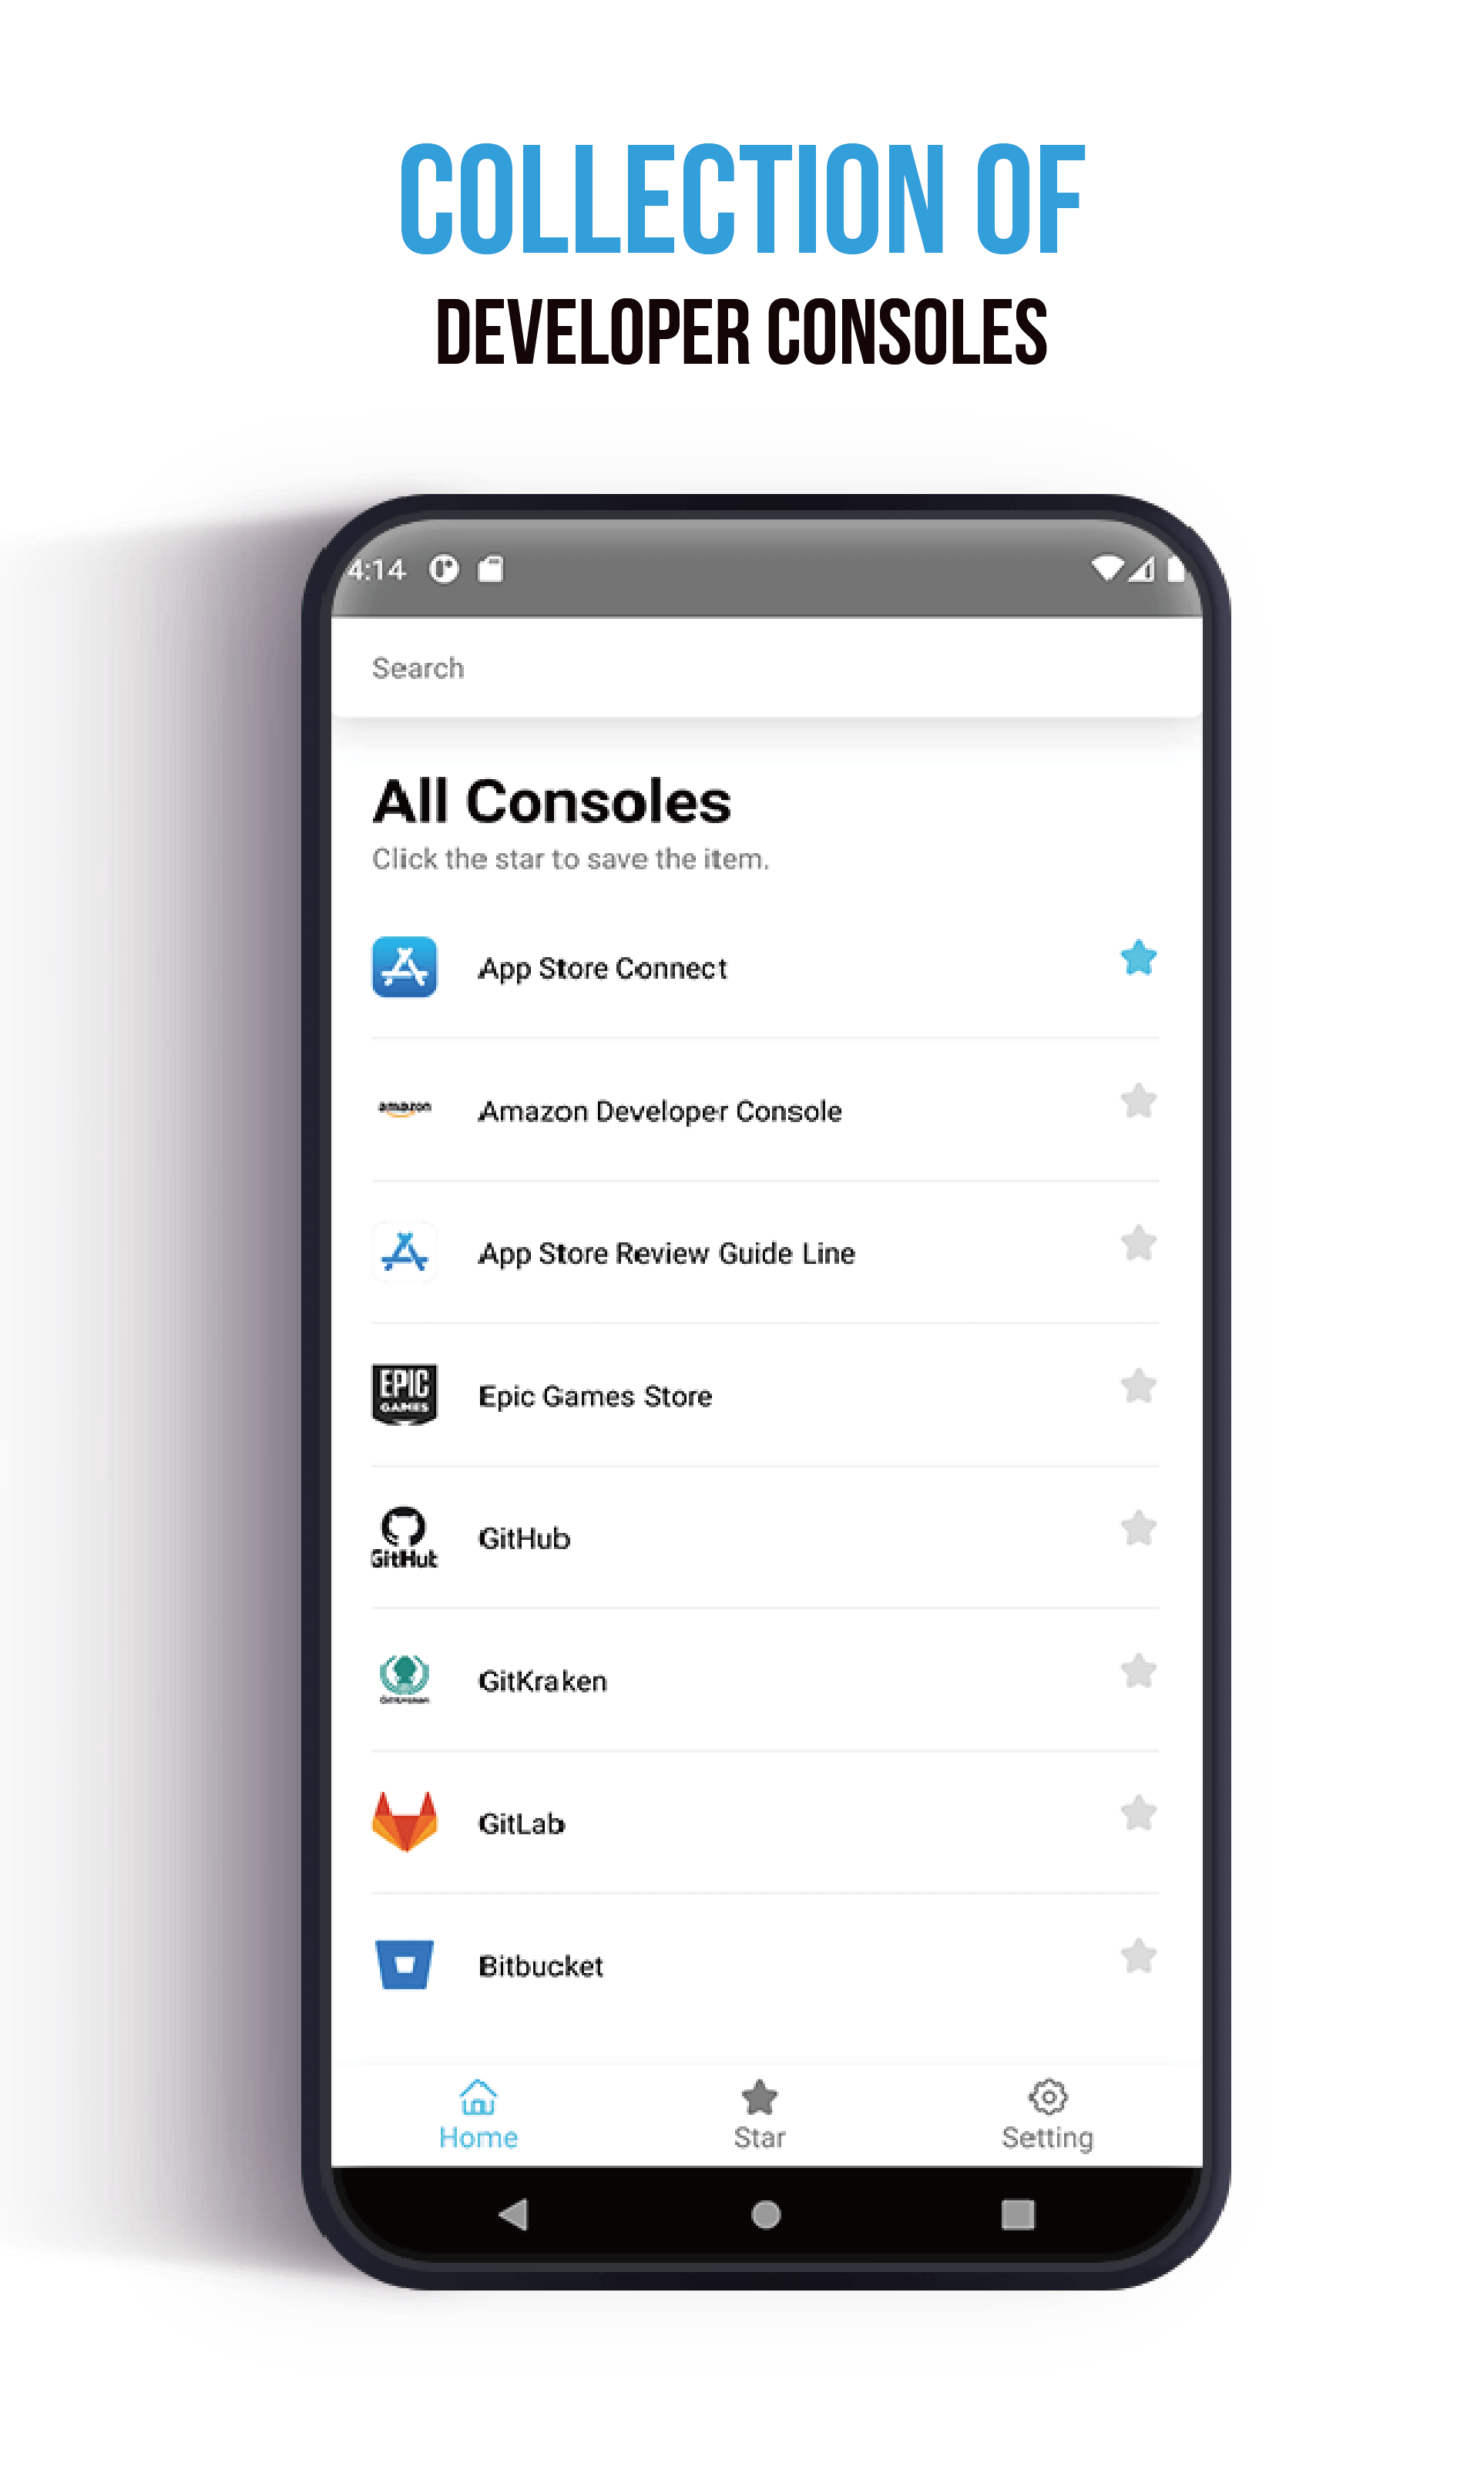 COLLECTION OF
DEVELOPER CONSOLES
4:14
Search
All Consoles
Click the star to save the item.
App Store Connect
amazon
Amazon Developer Console
App Store Review Guide Line
EPIC
GAMES
Epic Games Store
GitHub
GitHub
GitKraken
GitKraken
GitLab
Bitbucket
Home
Star
Setting